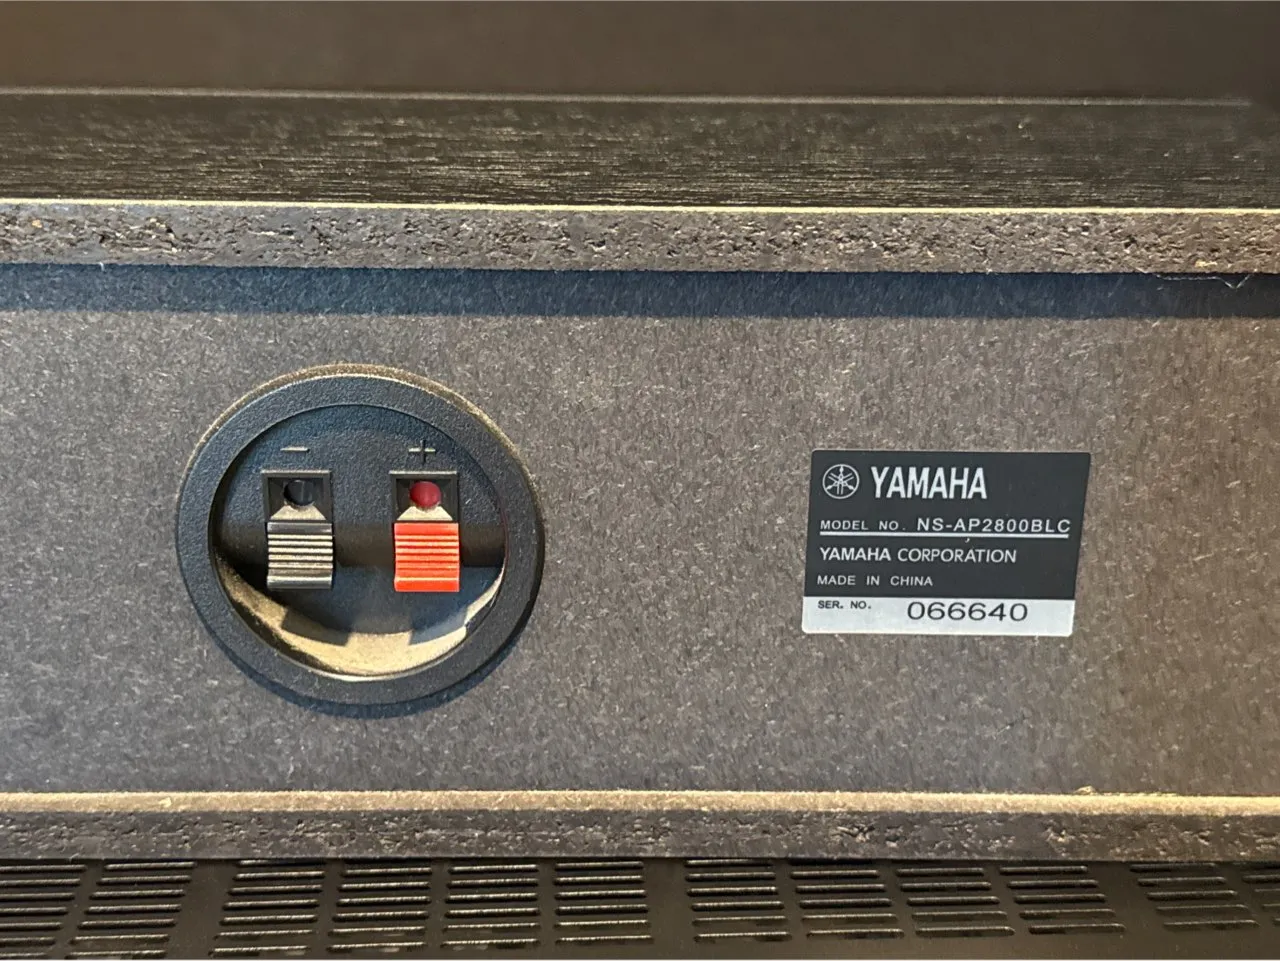 − +
YAMAHA
MODEL NO. NS-AP2800BLC
YAMAHA CORPORATION
MADE IN CHINA
SER. NO. 066640